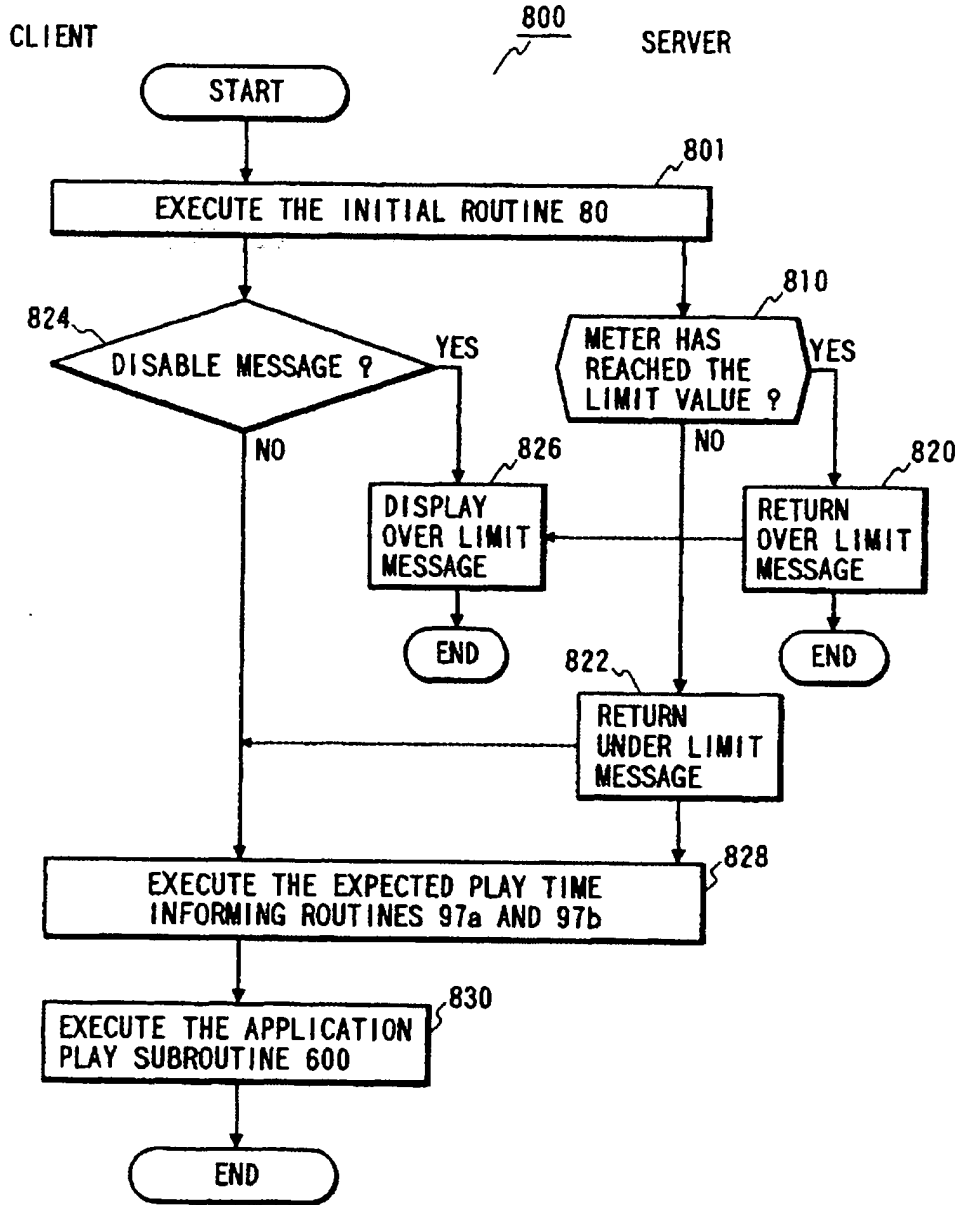 CLIENT
800
SERVER
START
801
EXECUTE THE INITIAL ROUTINE 80
824
DISABLE MESSAGE ?
YES
NO
810
METER HAS
REACHED THE
LIMIT VALUE ?
YES
NO
826
DISPLAY
OVER LIMIT
MESSAGE
820
RETURN
OVER LIMIT
MESSAGE
END
END
822
RETURN
UNDER LIMIT
MESSAGE
828
EXECUTE THE EXPECTED PLAY TIME
INFORMING ROUTINES 97a AND 97b
830
EXECUTE THE APPLICATION
PLAY SUBROUTINE 600
END